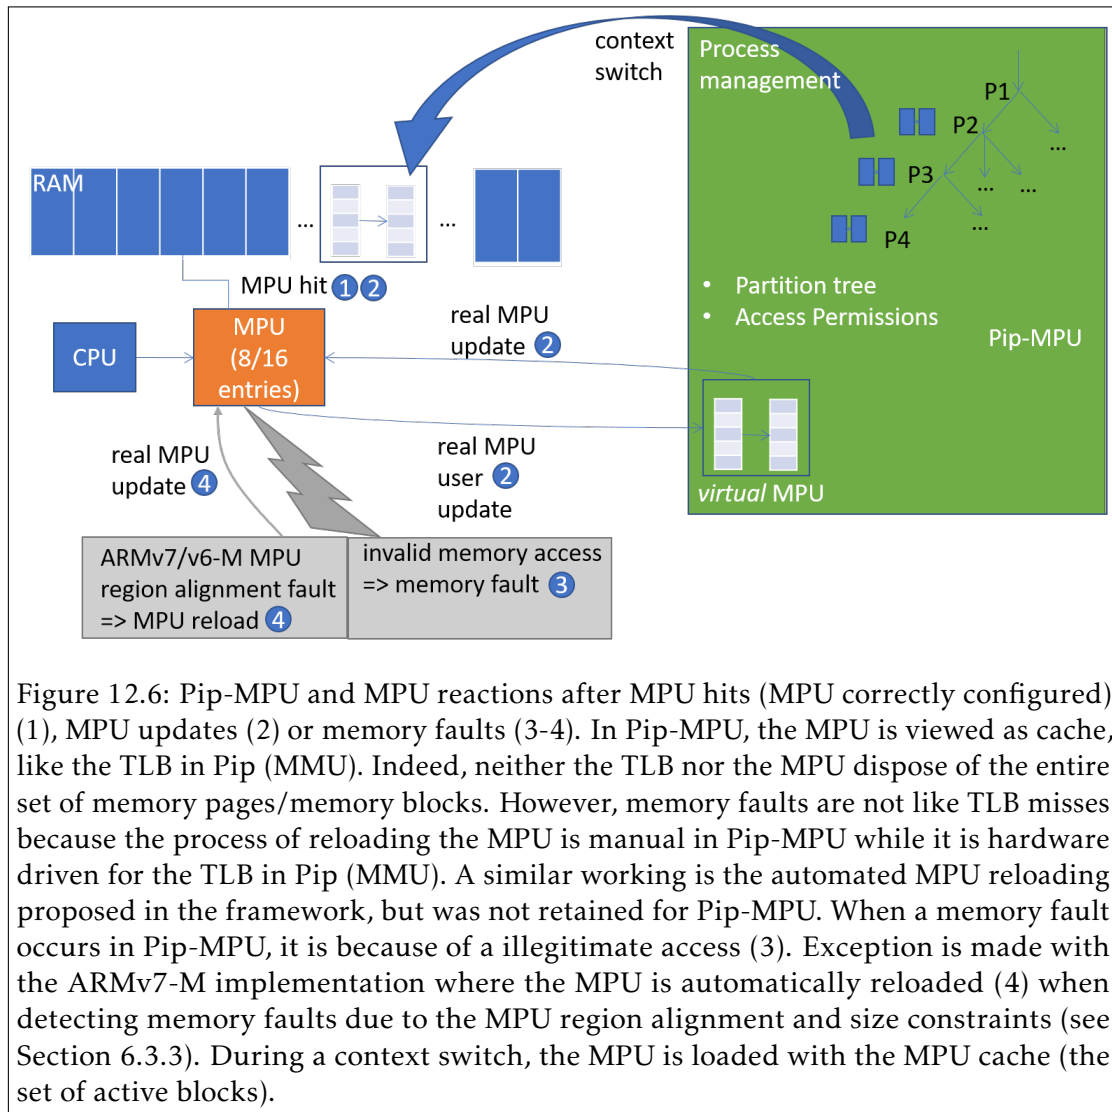 context
switch
Process
management
P1
P2
...
P3
...
...
P4
...
RAM
...
...
MPU hit 1 2
• Partition tree
• Access Permissions
Pip-MPU
real MPU
update 2
CPU
MPU
(8/16
entries)
real MPU
update 4
real MPU
user 2
update
virtual MPU
ARMv7/v6-M MPU
region alignment fault
=> MPU reload 4
invalid memory access
=> memory fault 3
Figure 12.6: Pip-MPU and MPU reactions after MPU hits (MPU correctly configured)
(1), MPU updates (2) or memory faults (3-4). In Pip-MPU, the MPU is viewed as cache,
like the TLB in Pip (MMU). Indeed, neither the TLB nor the MPU dispose of the entire
set of memory pages/memory blocks. However, memory faults are not like TLB misses
because the process of reloading the MPU is manual in Pip-MPU while it is hardware
driven for the TLB in Pip (MMU). A similar working is the automated MPU reloading
proposed in the framework, but was not retained for Pip-MPU. When a memory fault
occurs in Pip-MPU, it is because of a illegitimate access (3). Exception is made with
the ARMv7-M implementation where the MPU is automatically reloaded (4) when
detecting memory faults due to the MPU region alignment and size constraints (see
Section 6.3.3). During a context switch, the MPU is loaded with the MPU cache (the
set of active blocks).